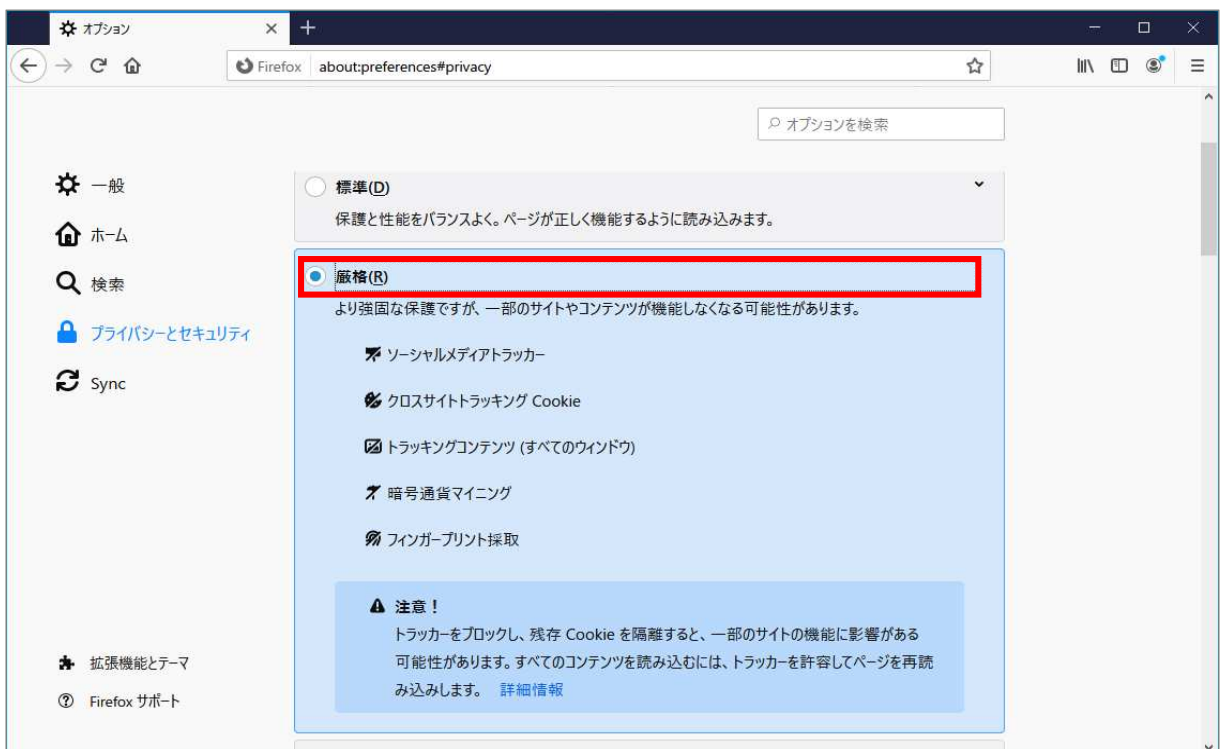 オプション
Firefox about:preferences#privacy
オプションを検索
一般
ホーム
検索
プライバシーとセキュリティ
Sync
拡張機能とテーマ
Firefox サポート
標準(D)
保護と性能をバランスよく。ページが正しく機能するように読み込みます。
厳格(R)
より強固な保護ですが、一部のサイトやコンテンツが機能しなくなる可能性があります。
ソーシャルメディアトラッカー
クロスサイトトラッキング Cookie
トラッキングコンテンツ (すべてのウィンドウ)
暗号通貨マイニング
フィンガープリント採取
注意！
トラッカーをブロックし、残存 Cookie を隔離すると、一部のサイトの機能に影響がある
可能性があります。すべてのコンテンツを読み込むには、トラッカーを許容してページを再読
み込みします。 詳細情報